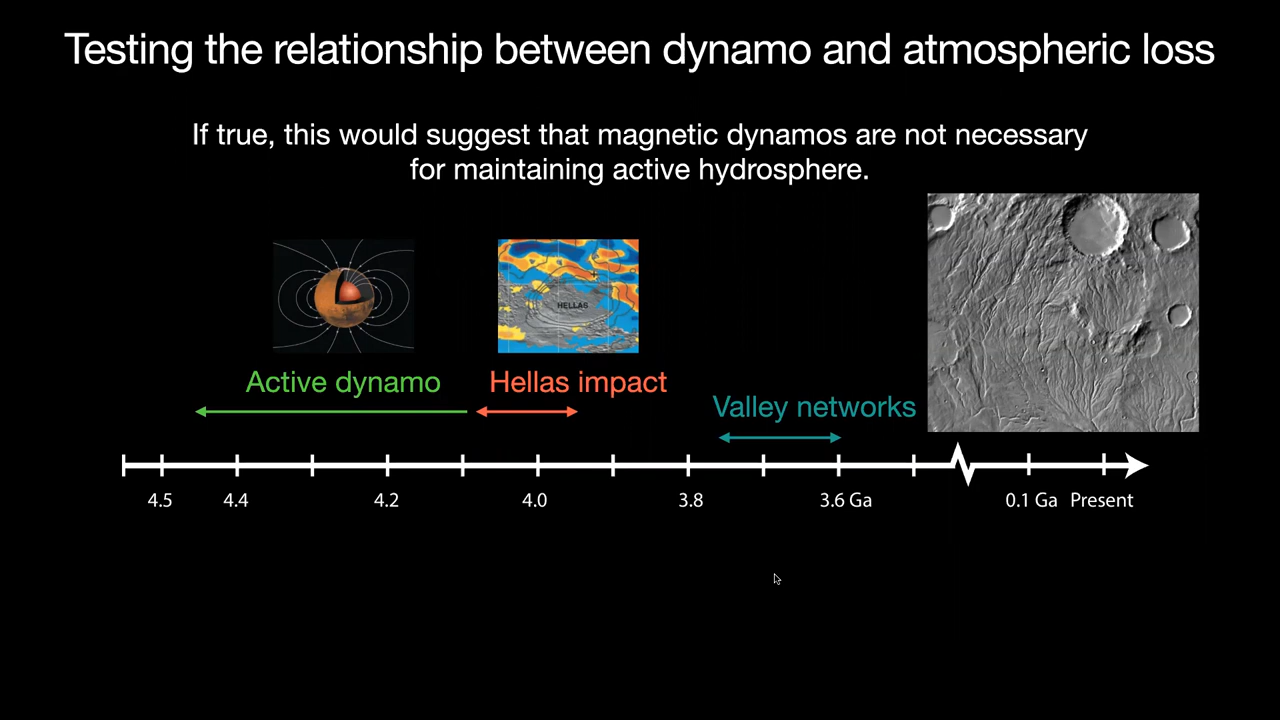 Testing the relationship between dynamo and atmospheric loss
If true, this would suggest that magnetic dynamos are not necessary
for maintaining active hydrosphere.
HELLAS
Active dynamo
Hellas impact
Valley networks
4.5
4.4
4.2
4.0
3.8
3.6 Ga
0.1 Ga
Present